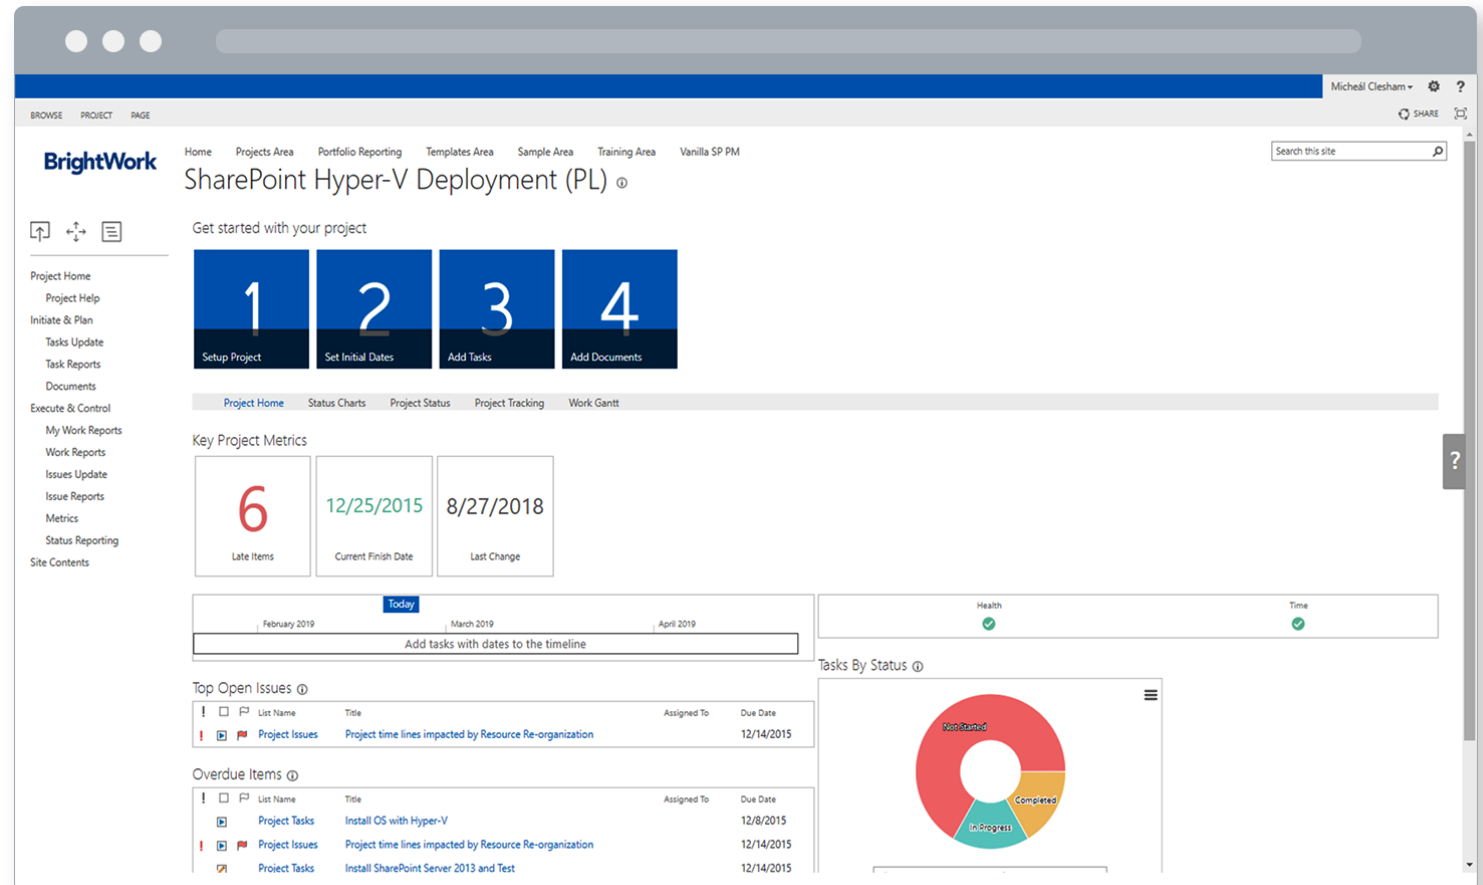 Micheál Clesham
?
BROWSE PROJECT PAGE
SHARE
BrightWork
Home Projects Area Portfolio Reporting Templates Area Sample Area Training Area Vanilla SP PM
Search this site
SharePoint Hyper-V Deployment (PL)
Get started with your project
1 2 3 4
Setup Project Set Initial Dates Add Tasks Add Documents
Project Home
Project Help
Initiate & Plan
Tasks Update
Task Reports
Documents
Execute & Control
My Work Reports
Work Reports
Issues Update
Issue Reports
Metrics
Status Reporting
Site Contents
Project Home Status Charts Project Status Project Tracking Work Gantt
Key Project Metrics
6 12/25/2015 8/27/2018
Late Items Current Finish Date Last Change
?
Today
February 2019 March 2019 April 2019
Add tasks with dates to the timeline
Health Time
Top Open Issues
! List Name Title Assigned To Due Date
! Project Issues Project time lines impacted by Resource Re-organization 12/14/2015
Overdue Items
! List Name Title Assigned To Due Date
Project Tasks Install OS with Hyper-V 12/8/2015
! Project Issues Project time lines impacted by Resource Re-organization 12/14/2015
Project Tasks Install SharePoint Server 2013 and Test 12/14/2015
Tasks By Status
Not Started
Completed
In Progress